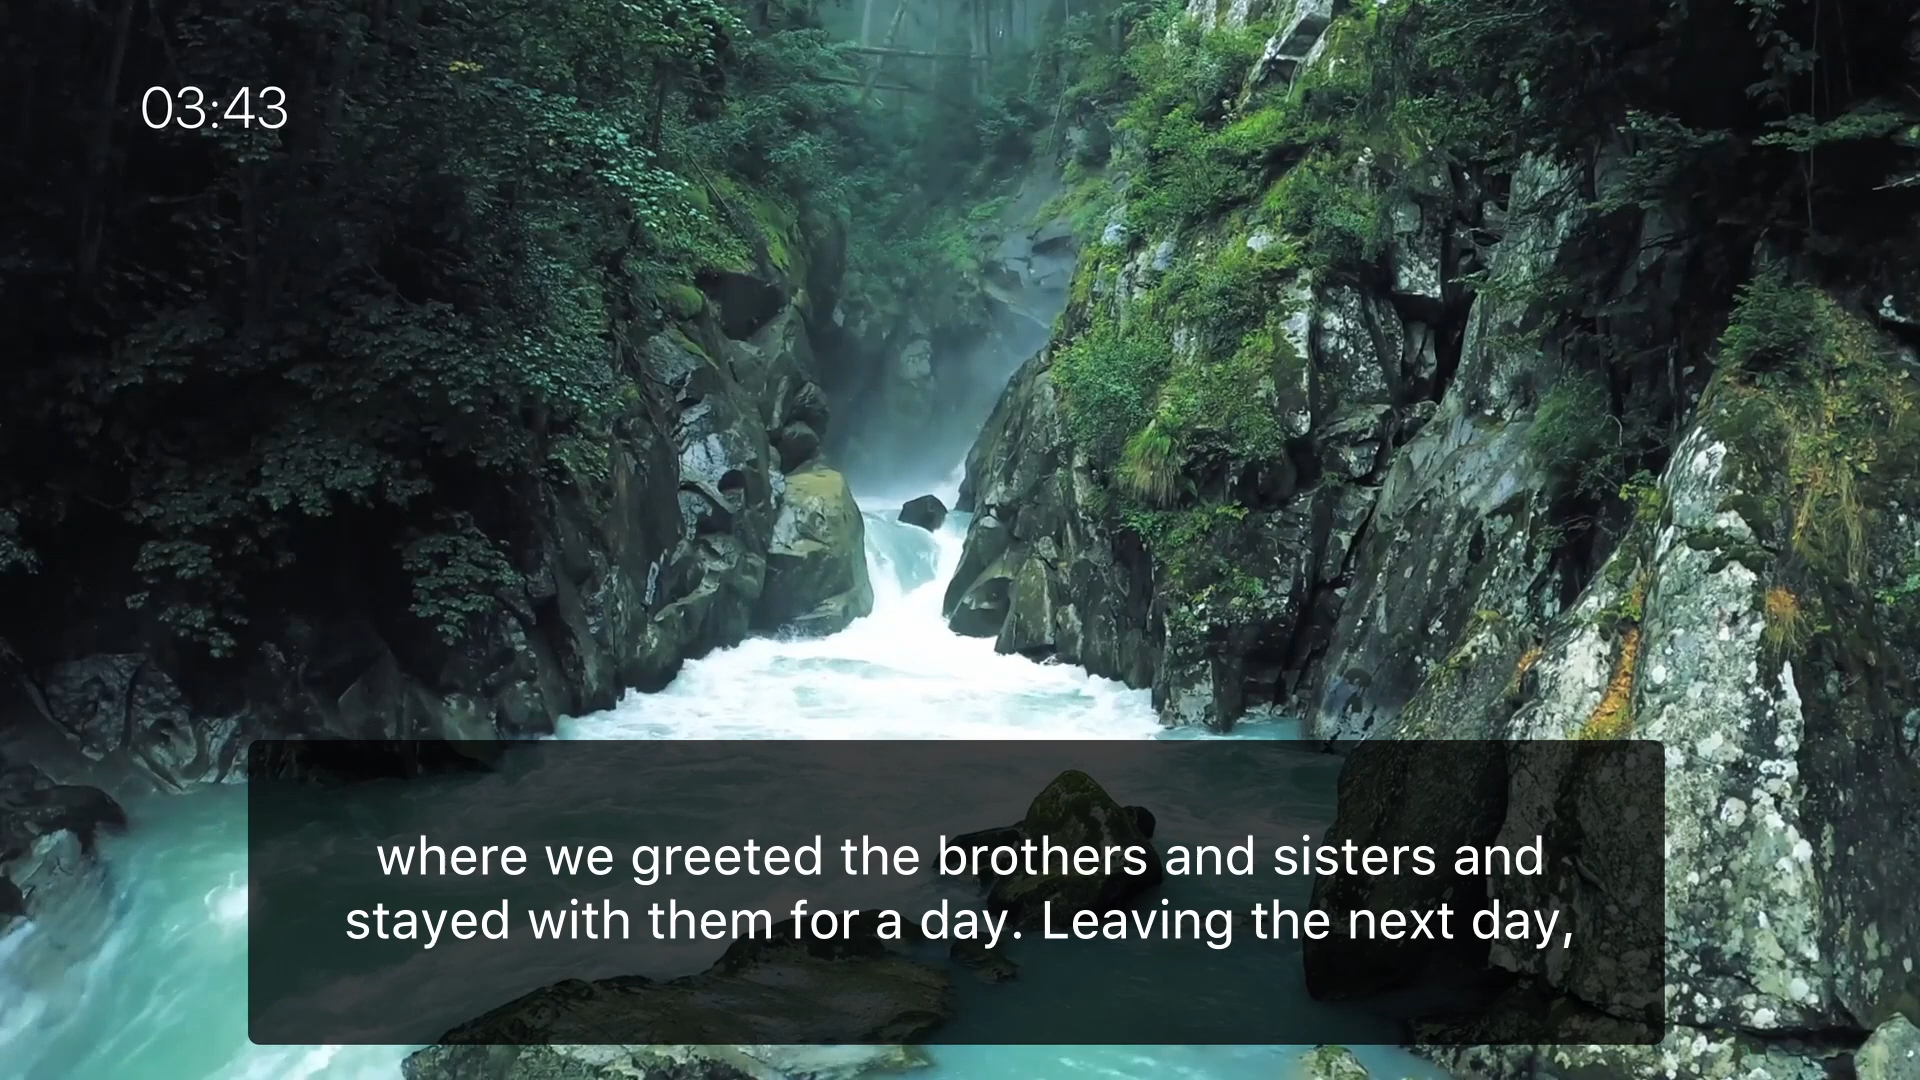 03:43
where we greeted the brothers and sisters and
stayed with them for a day. Leaving the next day,